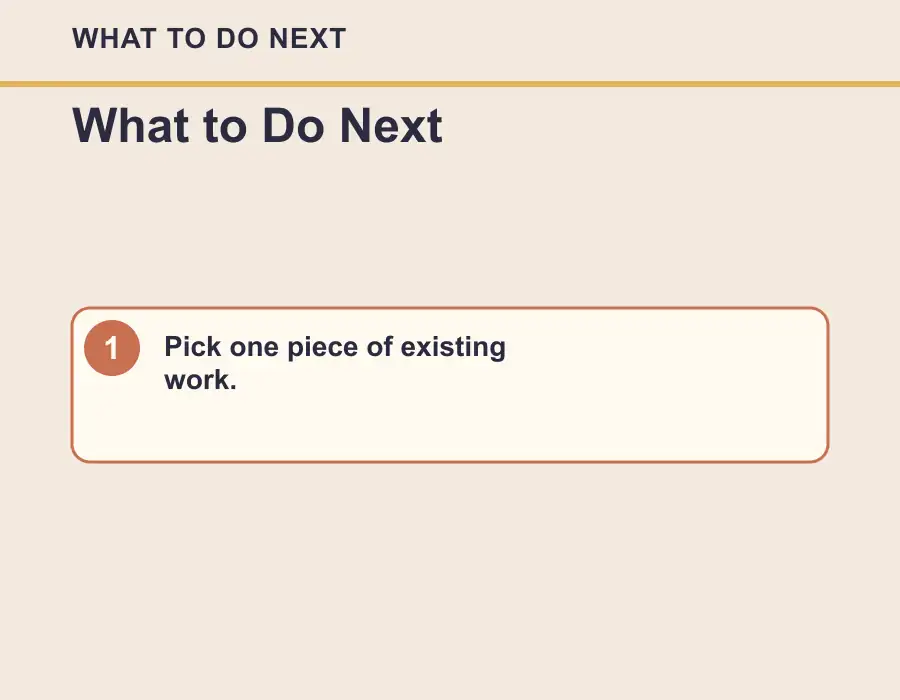 WHAT TO DO NEXT
What to Do Next
1
Pick one piece of existing
work.